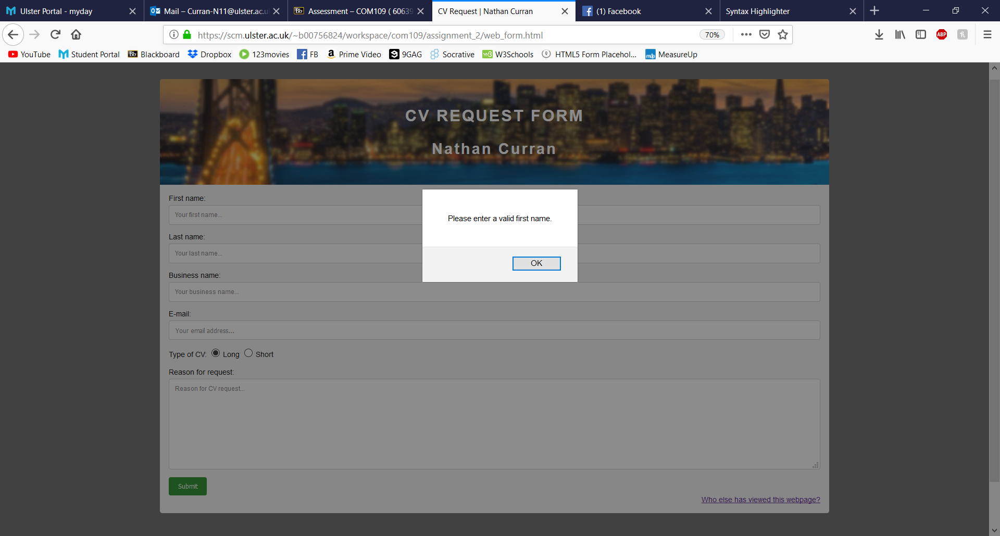 Ulster Portal - myday
Mail – Curran-N11@ulster.ac.u
Assessment – COM109 ( 60639
CV Request | Nathan Curran
(1) Facebook
Syntax Highlighter
https://scm.ulster.ac.uk/~b00756824/workspace/com109/assignment_2/web_form.html
70%
ABP
YouTube
Student Portal
Bb Blackboard
Dropbox
123movies
FB
Prime Video
9GAG
Socrative
W3Schools
HTML5 Form Placehol...
MeasureUp
CV REQUEST FORM
Nathan Curran
First name:
Your first name...
Please enter a valid first name.
Last name:
Your last name...
OK
Business name:
Your business name...
E-mail:
Your email address...
Type of CV: Long Short
Reason for request:
Reason for CV request...
Submit
Who else has viewed this webpage?